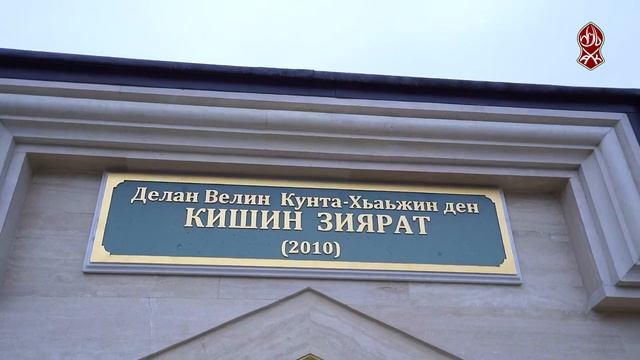 Делан Велин Кунта-Хьаьжин ден
КИШИН ЗИЯРАТ
(2010)